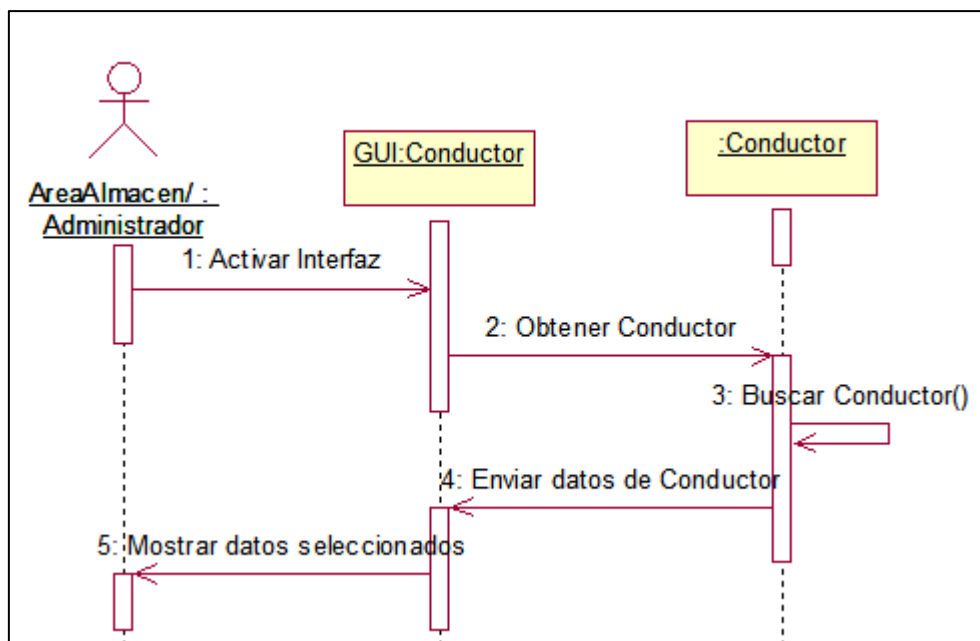 AreaAlmacen/ :
Administrador
GUI:Conductor
:Conductor
1: Activar Interfaz
2: Obtener Conductor
3: Buscar Conductor()
4: Enviar datos de Conductor
5: Mostrar datos seleccionados